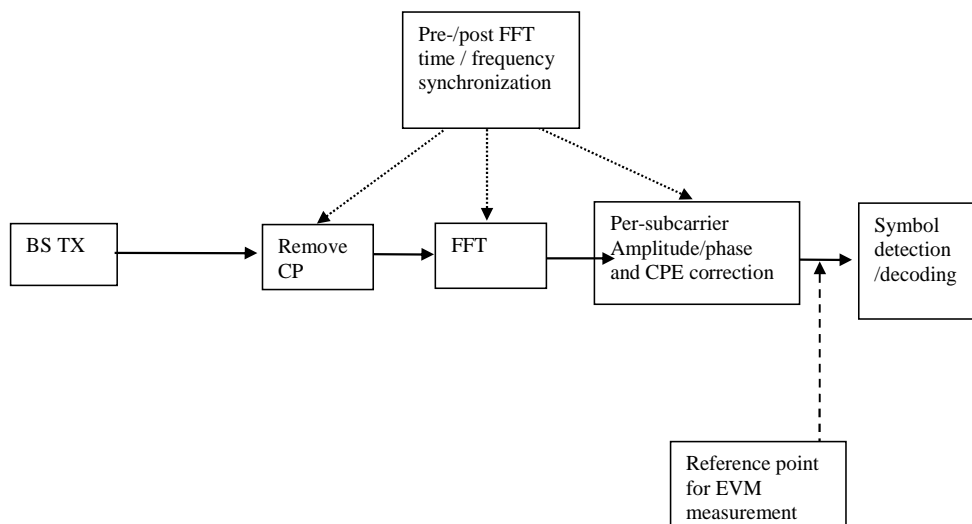 Pre-/post FFT
time / frequency
synchronization
BS TX
Remove
CP
FFT
Per-subcarrier
Amplitude/phase
and CPE correction
Symbol
detection
/decoding
Reference point
for EVM
measurement